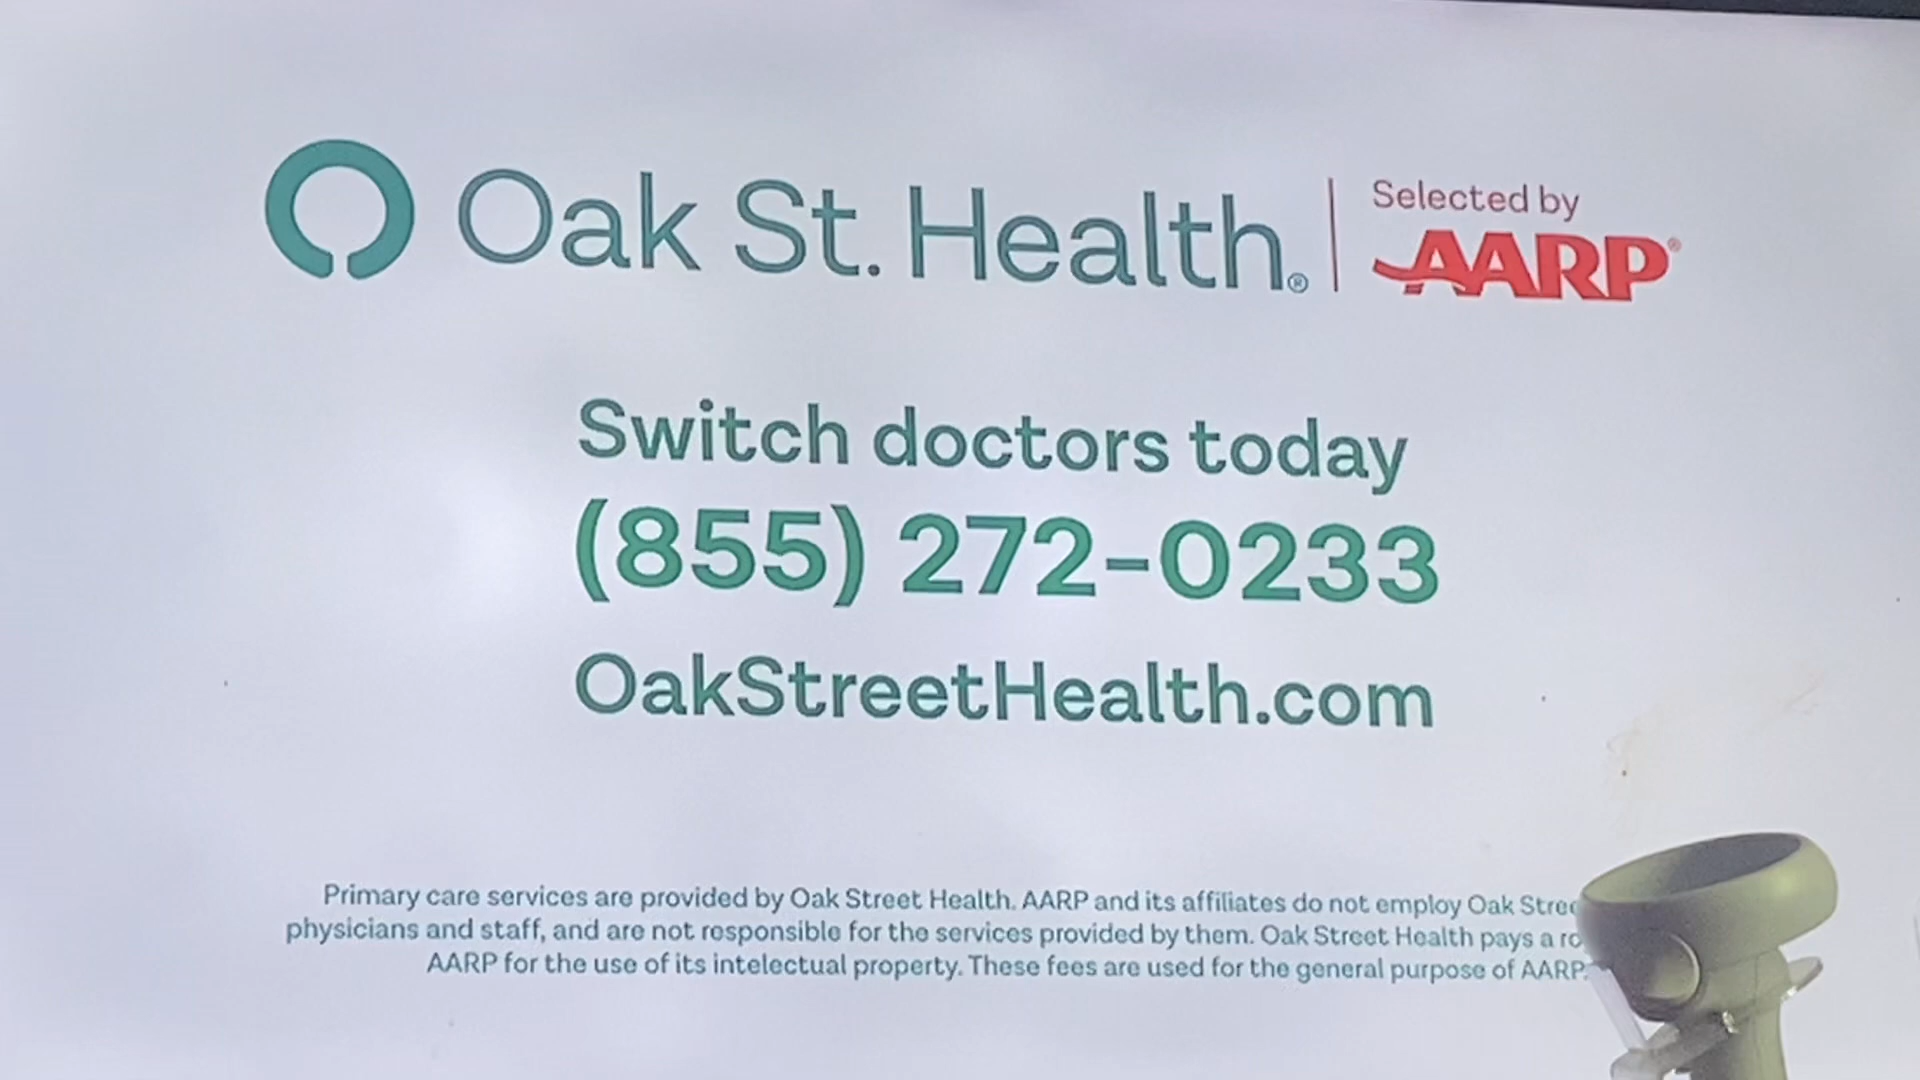 Oak St. Health® | Selected by AARP®
Switch doctors today
(855) 272-0233
OakStreetHealth.com
Primary care services are provided by Oak Street Health. AARP and its affiliates do not employ Oak
physicians and staff, and are not responsible for the services provided by them. Oak Street Health pays a
AARP for the use of its intelectual property. These fees are used for the general purpose of AARP.